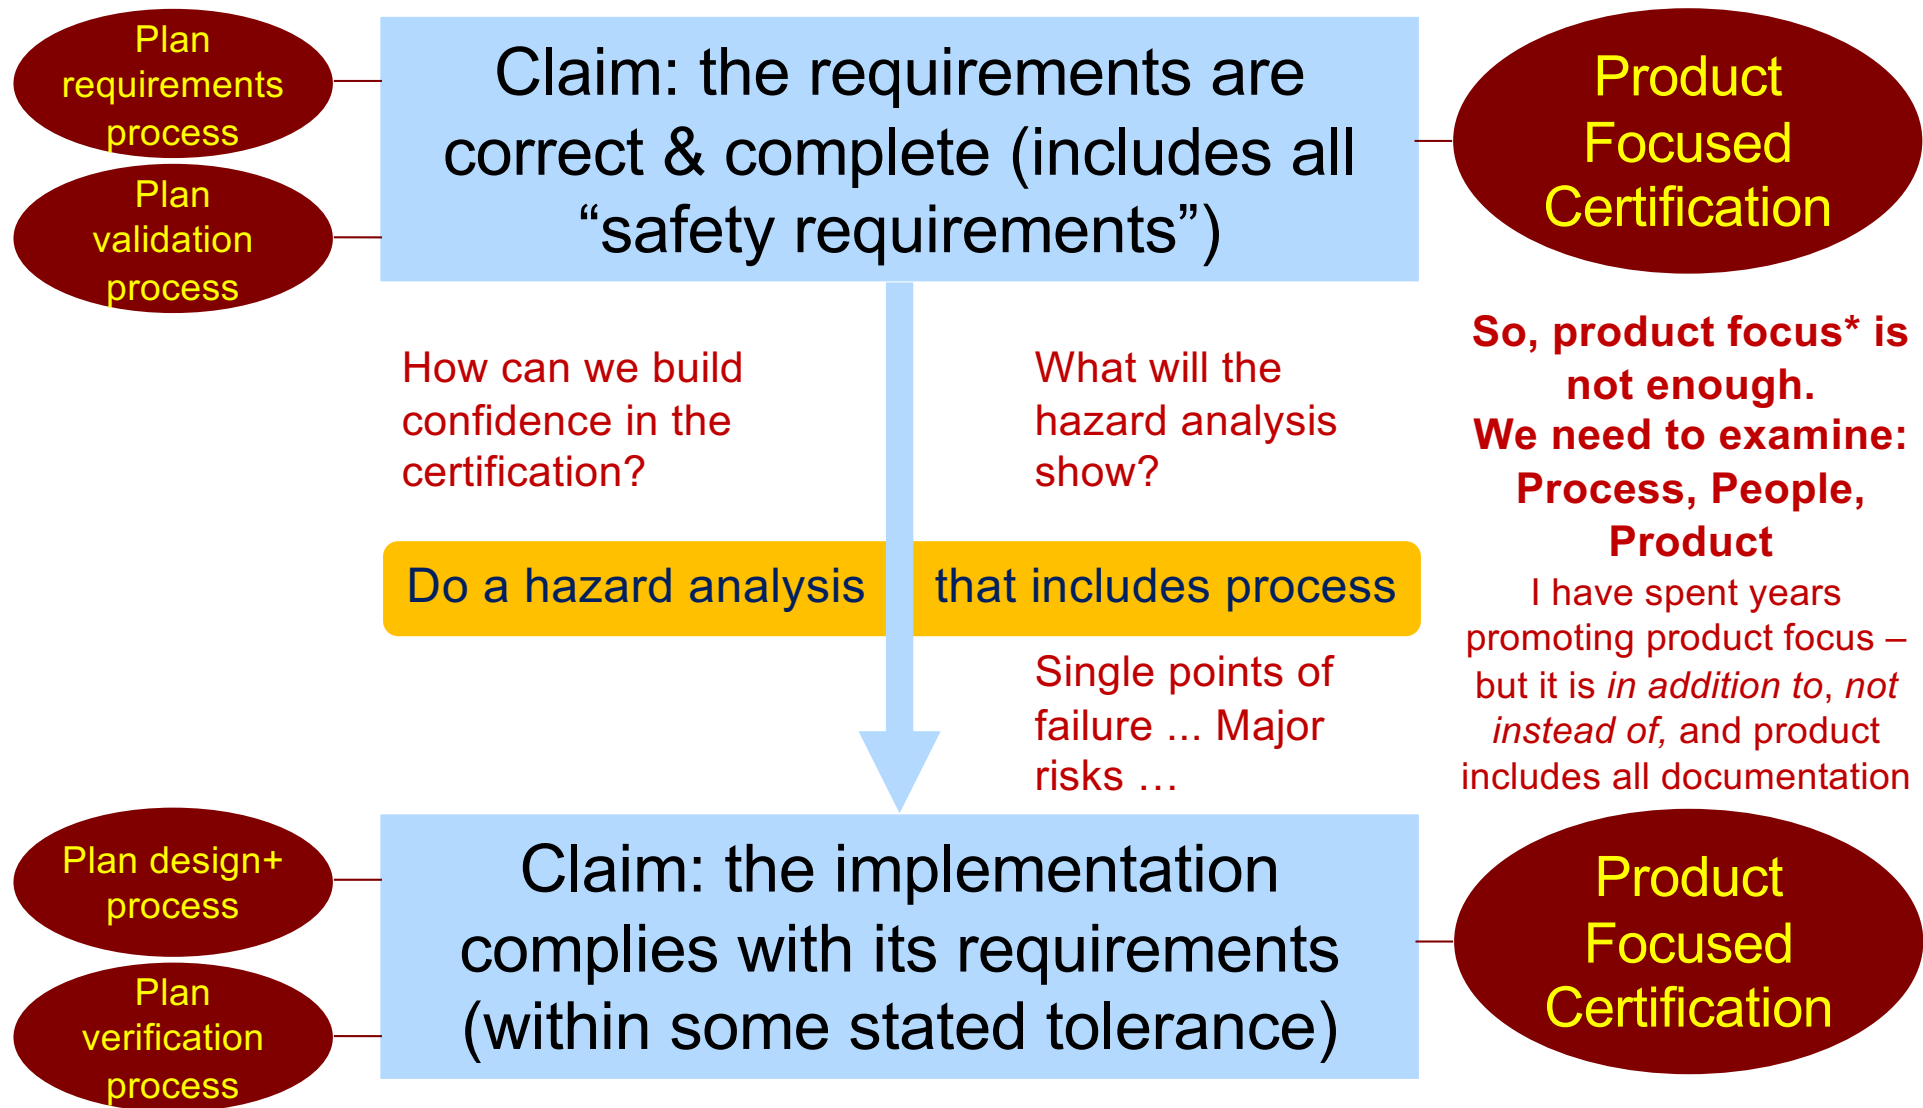 Plan
requirements
process
Plan
validation
process
Claim: the requirements are
correct & complete (includes all
“safety requirements”)
Product
Focused
Certification
How can we build
confidence in the
certification?
What will the
hazard analysis
show?
Do a hazard analysis that includes process
Single points of
failure ... Major
risks …
So, product focus* is
not enough.
We need to examine:
Process, People,
Product
I have spent years
promoting product focus –
but it is in addition to, not
instead of, and product
includes all documentation
Plan design+
process
Plan
verification
process
Claim: the implementation
complies with its requirements
(within some stated tolerance)
Product
Focused
Certification